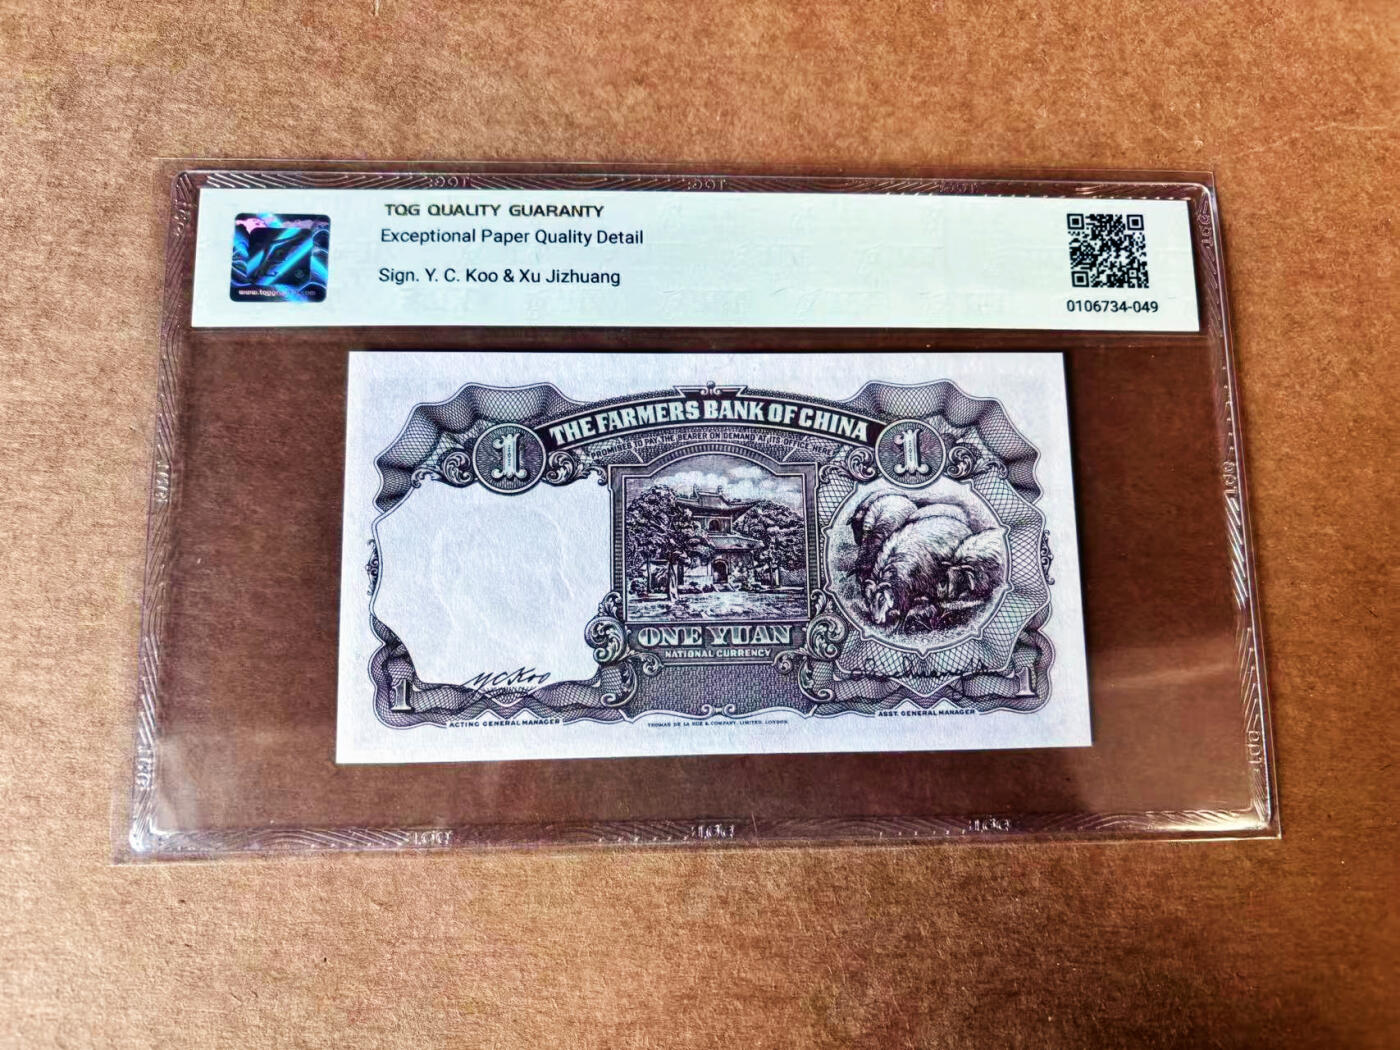 TQG QUALITY GUARANTY
Exceptional Paper Quality Detail
Sign. Y. C. Koo & Xu Jizhuang
0106734-049
THE FARMERS BANK OF CHINA
PROMISES TO PAY THE BEARER ON DEMAND AT ITS OFFICE HERE
1
1
ONE YUAN
NATIONAL CURRENCY
Y C Koo
1
1
ACTING GENERAL MANAGER
THOMAS DE LA RUE & COMPANY, LIMITED, LONDON.
ASST. GENERAL MANAGER